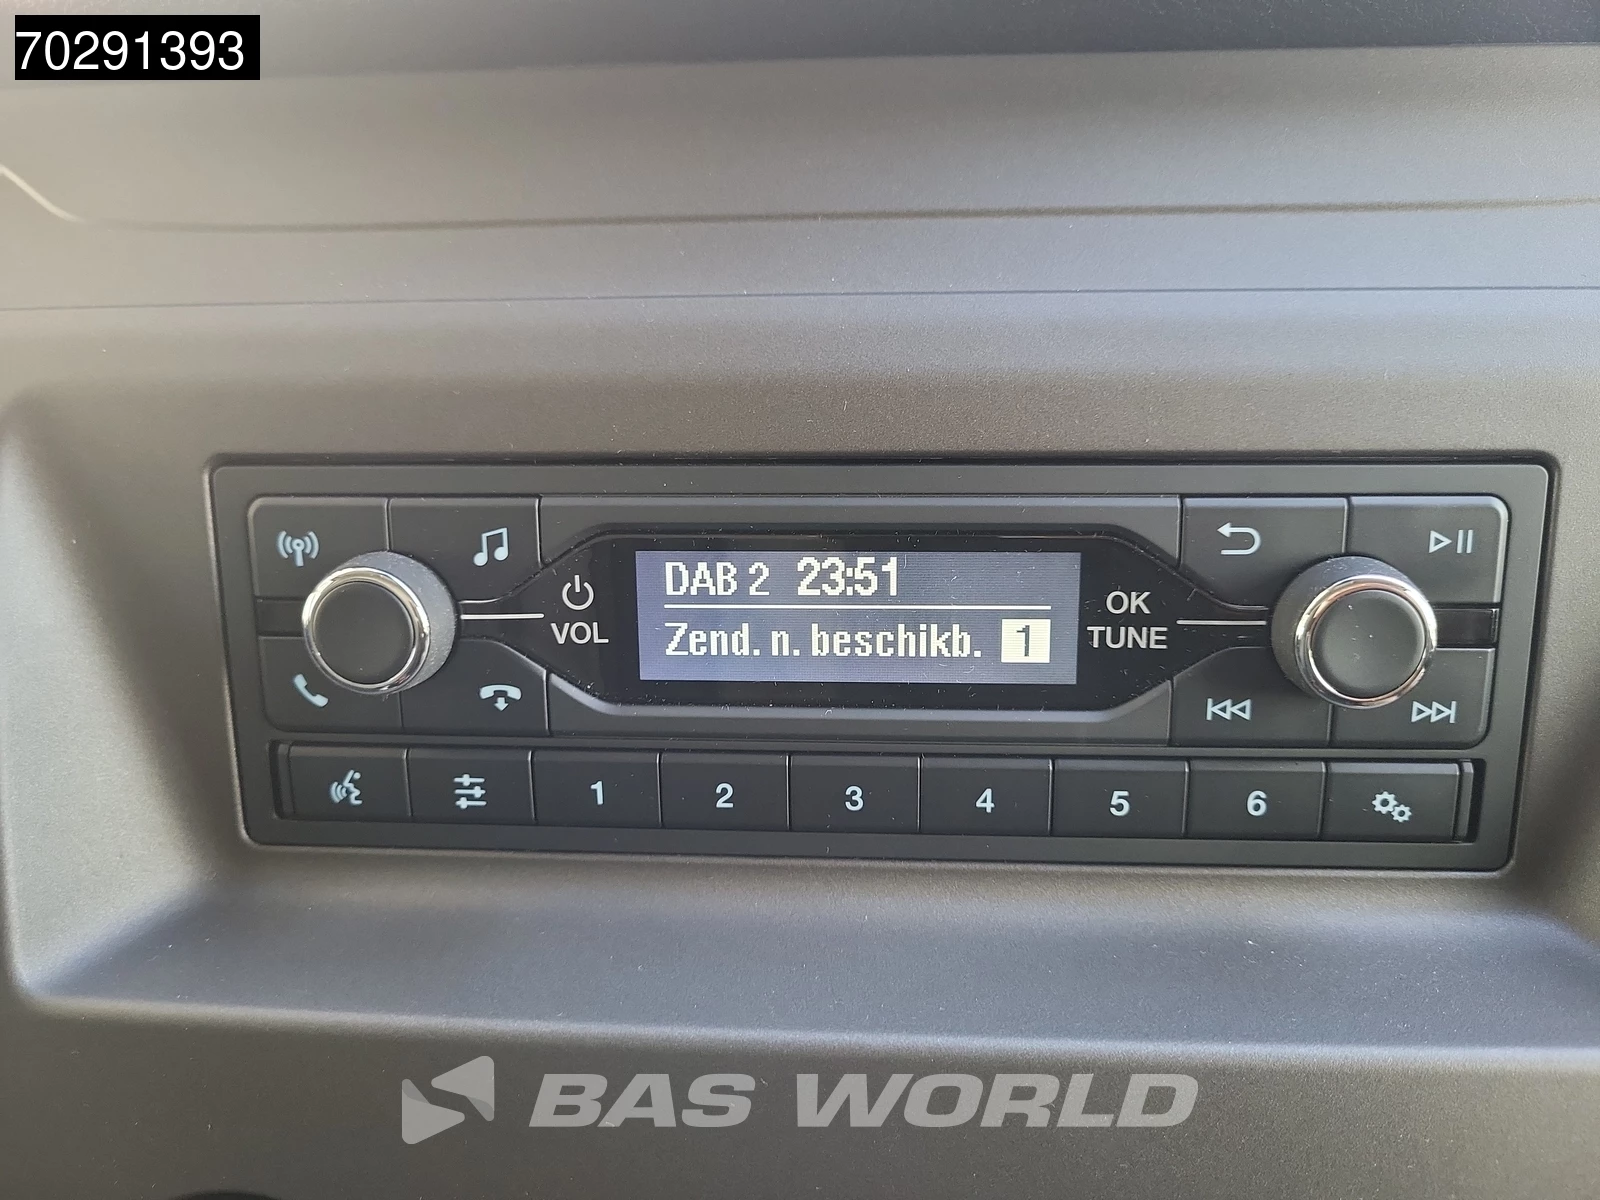 70291393
DAB 2 23:51
Zend. n. beschikb. 1
VOL
OK
TUNE
1 2 3 4 5 6
BAS WORLD